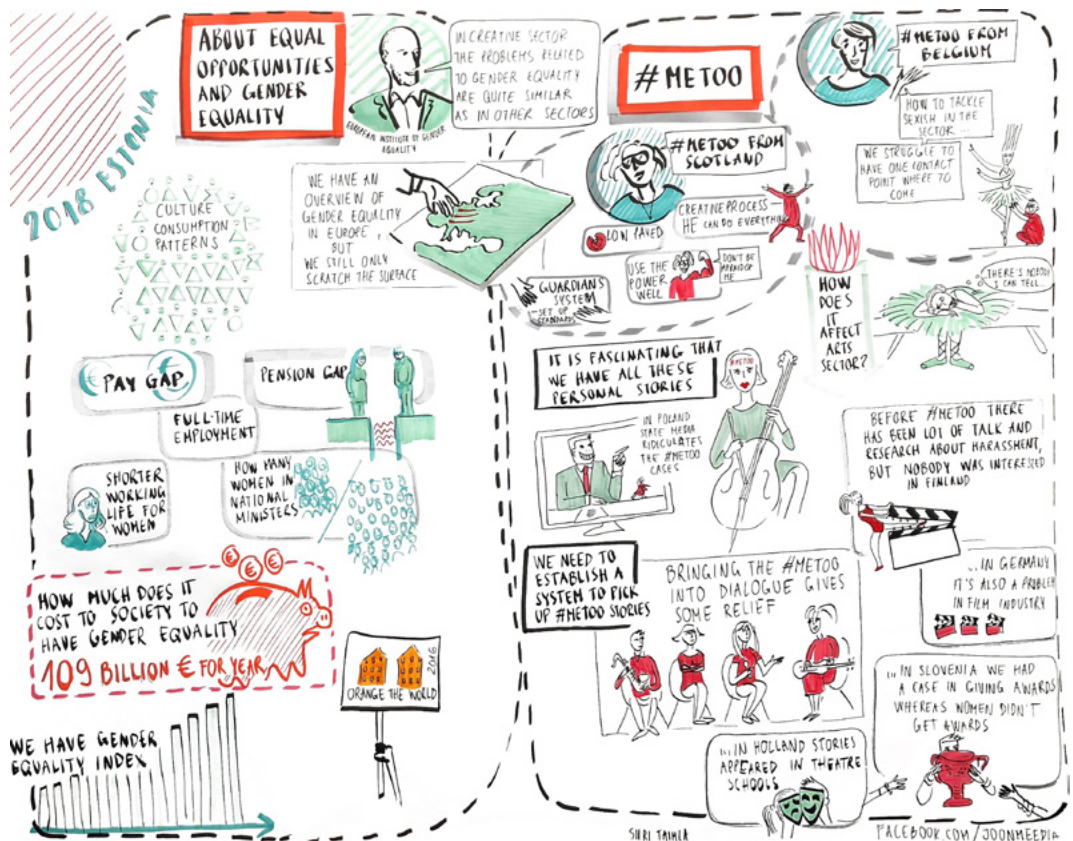 2018 ESTONIA
ABOUT EQUAL
OPPORTUNITIES
AND GENDER
EQUALITY
EUROPEAN INSTITUTE OF GENDER
EQUALITY
IN CREATIVE SECTOR
THE PROBLEMS RELATED
TO GENDER EQUALITY
ARE QUITE SIMILAR
AS IN OTHER SECTORS
WE HAVE AN
OVERVIEW OF
GENDER EQUALITY
IN EUROPE,
BUT
WE STILL ONLY
SCRATCH THE SURFACE
CULTURE
CONSUMPTION
PATTERNS
PAY GAP
PENSION GAP
FULL-TIME
EMPLOYMENT
SHORTER
WORKING
LIFE FOR
WOMEN
HOW MANY
WOMEN IN
NATIONAL
MINISTERS
HOW MUCH DOES IT
COST TO SOCIETY TO
HAVE GENDER EQUALITY
109 BILLION € FOR YEAR
ORANGE THE WORLD
2016
WE HAVE GENDER
EQUALITY INDEX
#METOO
#METOO FROM
SCOTLAND
CREATIVE PROCESS
HE CAN DO EVERYTHING
LOW PAYED
USE THE
POWER
WELL
DON'T BE
AFRAID OF
ME
GUARDIANS
SYSTEM
SET UP
STANDARDS
#METOO FROM
BELGIUM
HOW TO TACKLE
SEXISM IN THE
SECTOR ...
WE STRUGGLE TO
HAVE ONE CONTACT
POINT WHERE TO
COME
HOW
DOES
IT
AFFECT
ARTS
SECTOR?
THERE'S NOBODY
I CAN TELL...
IT IS FASCINATING THAT
WE HAVE ALL THESE
PERSONAL STORIES
#METOO
IN POLAND
STATE MEDIA
RIDICULATES
THE #METOO
CASES
BEFORE #METOO THERE
HAS BEEN LOT OF TALK AND
RESEARCH ABOUT HARASSMENT,
BUT NOBODY WAS INTERESTED
IN FINLAND
WE NEED TO
ESTABLISH A
SYSTEM TO PICK
UP #METOO STORIES
BRINGING THE #METOO
INTO DIALOGUE GIVES
SOME RELIEF
...IN GERMANY
IT'S ALSO A PROBLEM
IN FILM INDUSTRY
...IN SLOVENIA WE HAD
A CASE IN GIVING AWARDS
WHEREAS WOMEN DIDN'T
GET AWARDS
...IN HOLLAND STORIES
APPEARED IN THEATRE
SCHOOLS
FACEBOOK.COM/JOONMEEDIA